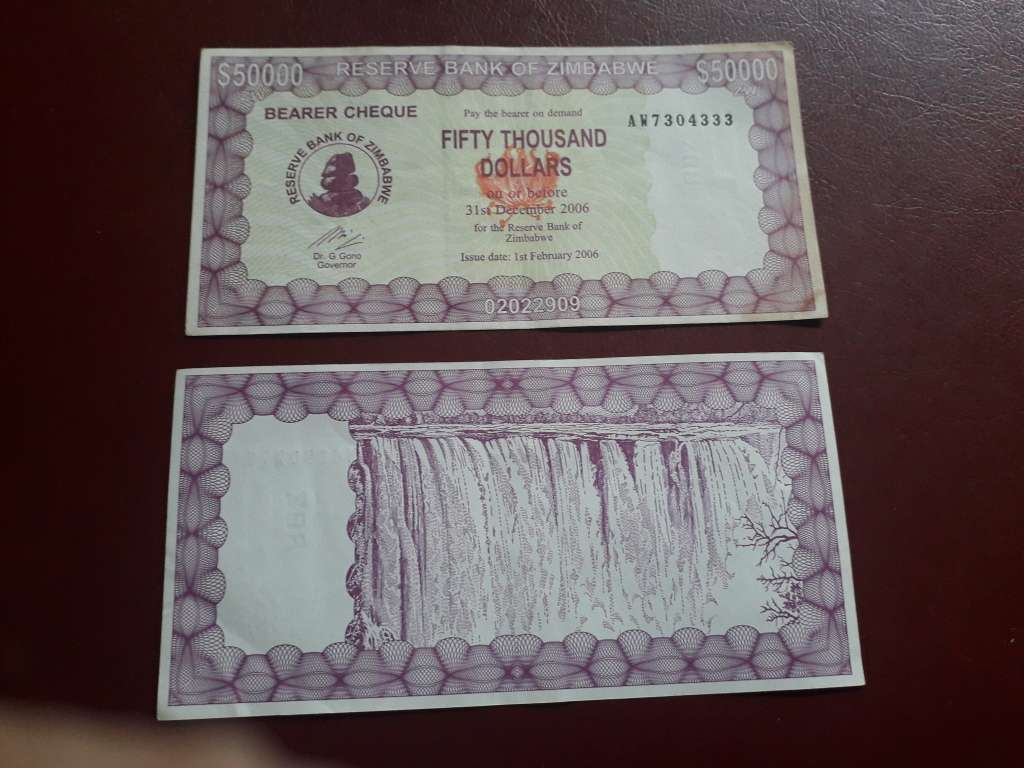 $50000 RESERVE BANK OF ZIMBABWE $50000
BEARER CHEQUE
Pay the bearer on demand
AW7304333
FIFTY THOUSAND
DOLLARS
on or before
31st December 2006
for the Reserve Bank of
Zimbabwe
Issue date: 1st February 2006
RESERVE BANK OF ZIMBABWE
Dr. G Gono
Governor
02022909